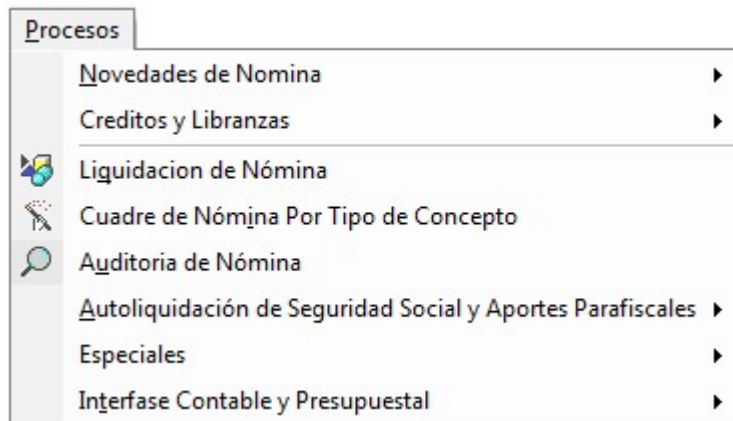 Procesos
Novedades de Nomina
Creditos y Libranzas
Liquidacion de Nómina
Cuadre de Nómina Por Tipo de Concepto
Auditoria de Nómina
Autoliquidación de Seguridad Social y Aportes Parafiscales
Especiales
Interfase Contable y Presupuestal